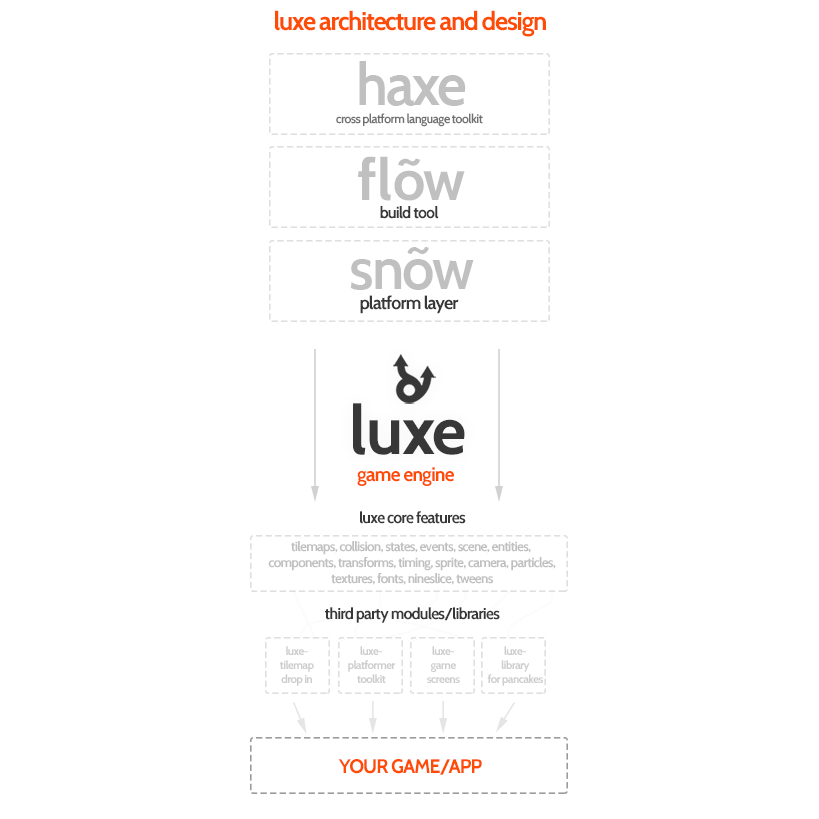 luxe architecture and design
haxe
cross platform language toolkit
flõw
build tool
snõw
platform layer
luxe
game engine
luxe core features
tilemaps, collision, states, events, scene, entities,
components, transforms, timing, sprite, camera, particles,
textures, fonts, nineslice, tweens
third party modules/libraries
luxe-
tilemap
drop in
luxe-
platformer
toolkit
luxe-
game
screens
luxe-
library
for pancakes
YOUR GAME/APP